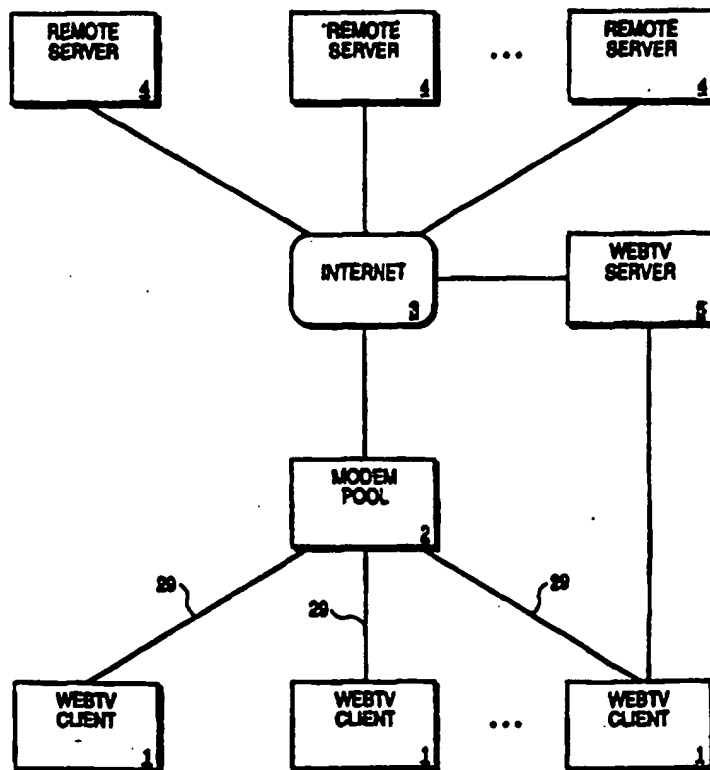 REMOTE
SERVER
4
REMOTE
SERVER
4
...
REMOTE
SERVER
4
INTERNET
3
WEBTV
SERVER
5
MODEM
POOL
2
29
29
29
WEBTV
CLIENT
1
WEBTV
CLIENT
1
...
WEBTV
CLIENT
1